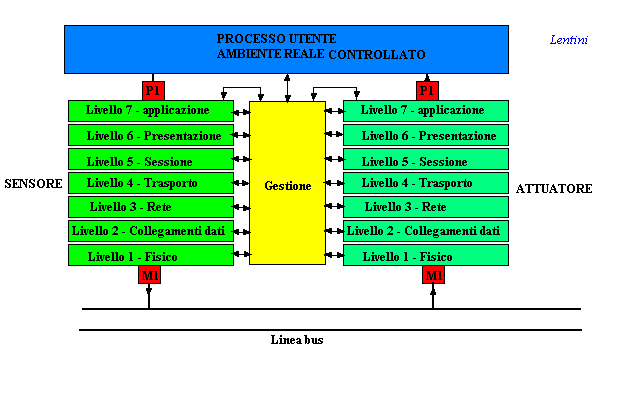 PROCESSO UTENTE
AMBIENTE REALE CONTROLLATO
Lentini
P1
P1
Livello 7 - applicazione
Livello 7 - applicazione
Livello 6 - Presentazione
Livello 6 - Presentazione
Livello 5 - Sessione
Livello 5 - Sessione
SENSORE
Livello 4 - Trasporto
Gestione
Livello 4 - Trasporto
ATTUATORE
Livello 3 - Rete
Livello 3 - Rete
Livello 2 - Collegamenti dati
Livello 2 - Collegamenti dati
Livello 1 - Fisico
Livello 1 - Fisico
M1
M1
Linea bus